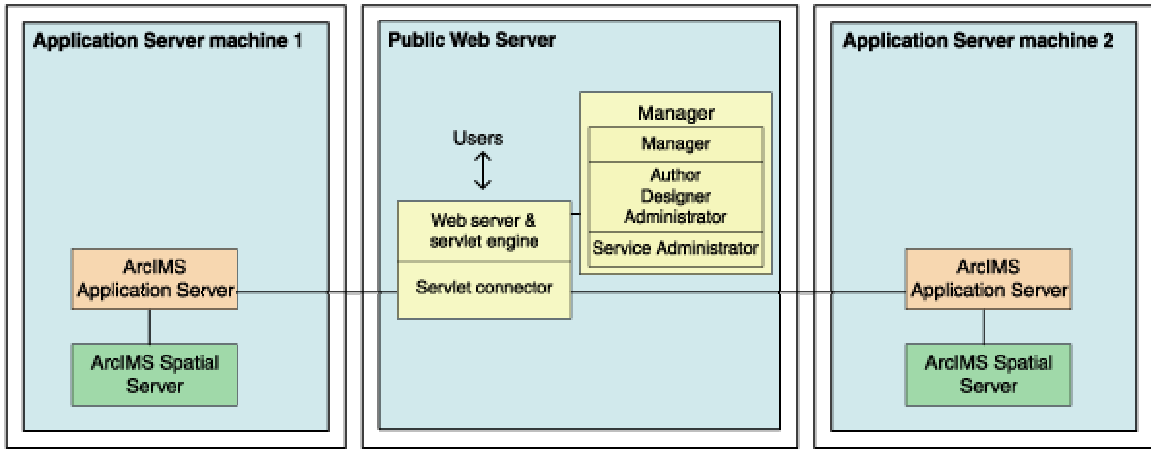 Application Server machine 1
ArcIMS
Application Server
ArcIMS Spatial
Server
Public Web Server
Users
Web server &
servlet engine
Servlet connector
Manager
Manager
Author
Designer
Administrator
Service Administrator
Application Server machine 2
ArcIMS
Application Server
ArcIMS Spatial
Server